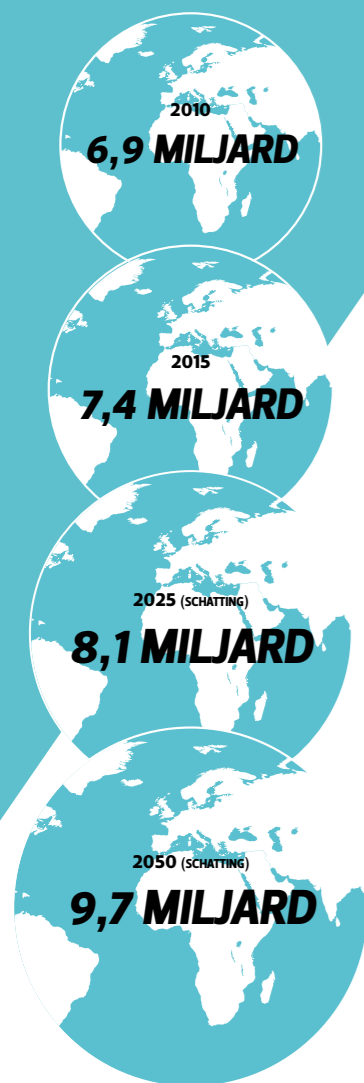 2010
6,9 MILJARD
2015
7,4 MILJARD
2025 (SCHATTING)
8,1 MILJARD
2050 (SCHATTING)
9,7 MILJARD